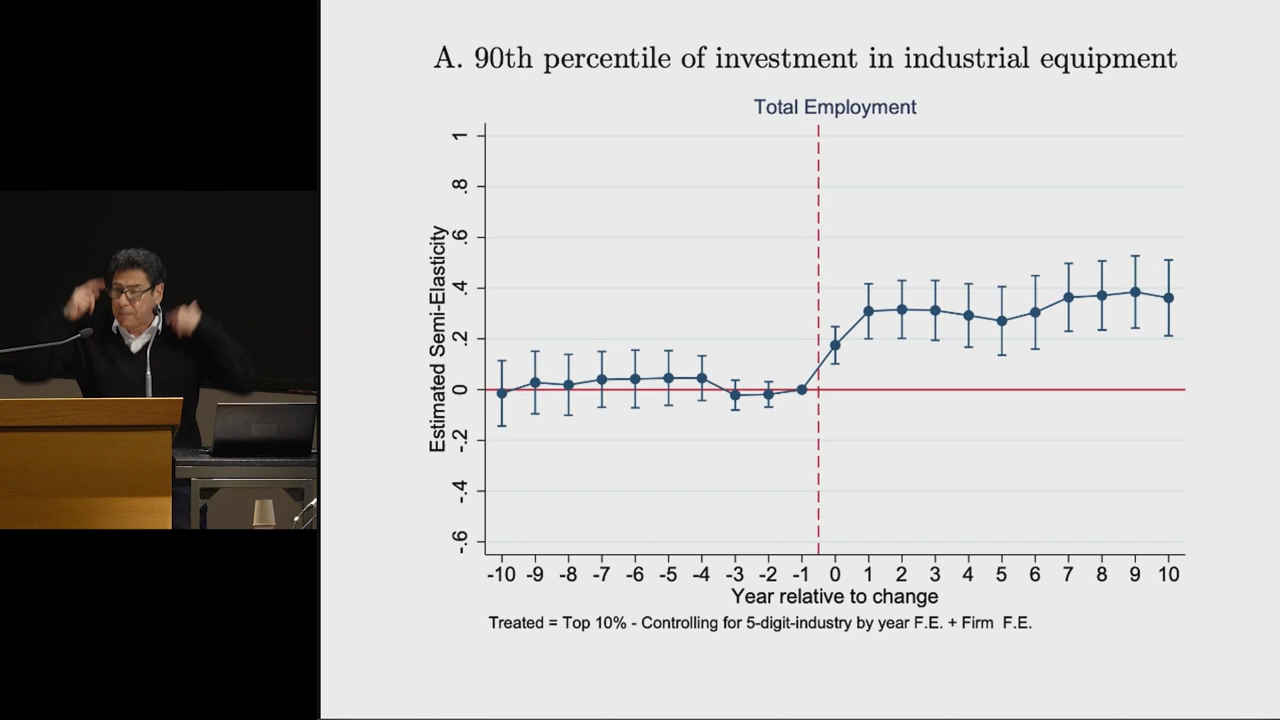 A. 90th percentile of investment in industrial equipment
Total Employment
Estimated Semi-Elasticity
1
.8
.6
.4
.2
0
-.2
-.4
-.6
-10 -9 -8 -7 -6 -5 -4 -3 -2 -1 0 1 2 3 4 5 6 7 8 9 10
Year relative to change
Treated = Top 10% - Controlling for 5-digit-industry by year F.E. + Firm F.E.